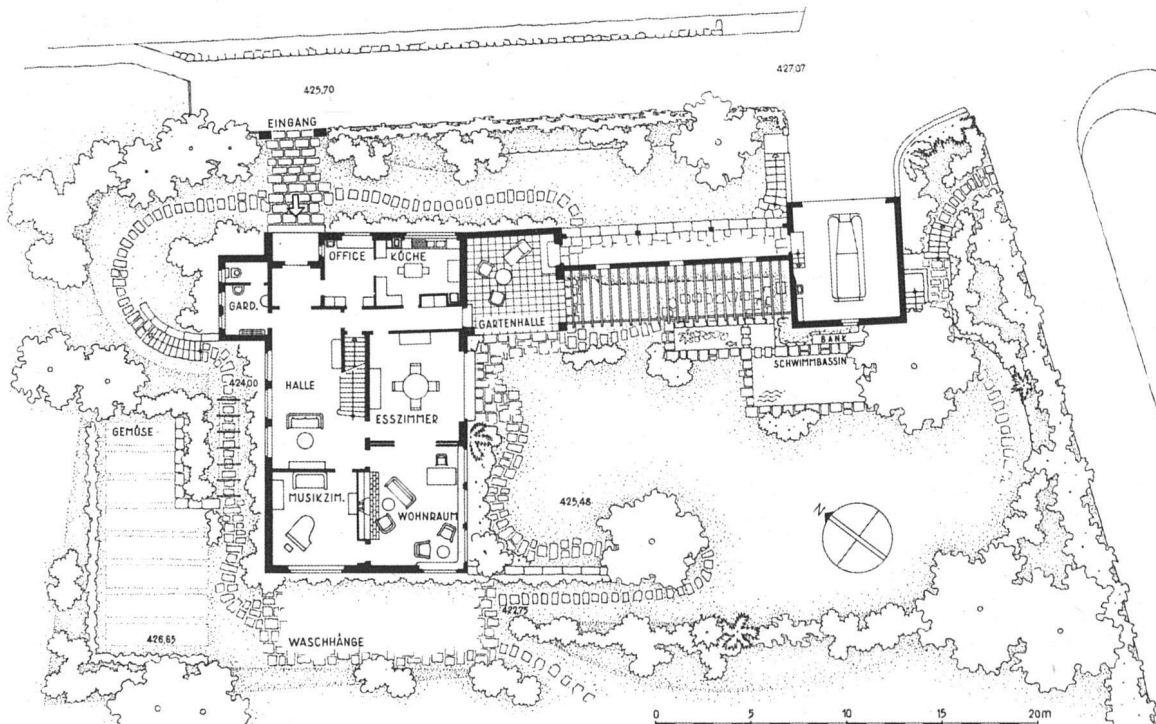 427,07
425,70
EINGANG
OFFICE
KÜCHE
GARD.
GARTENHALLE
BANK
SCHWIMMBASSIN
424,00
HALLE
ESSZIMMER
GEMÜSE
MUSIKZIM.
WOHNRAUM
425,48
N
422,75
426,65
WASCHHÄNGE
0 5 10 15 20m